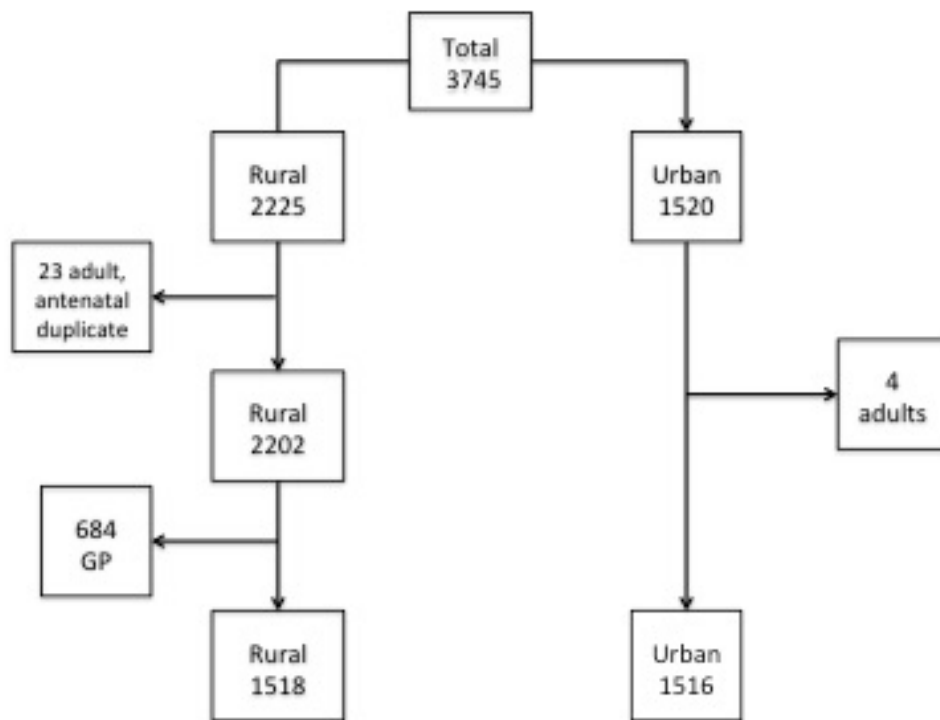 Total
3745
Rural
2225
Urban
1520
23 adult,
antenatal
duplicate
Rural
2202
4
adults
684
GP
Rural
1518
Urban
1516